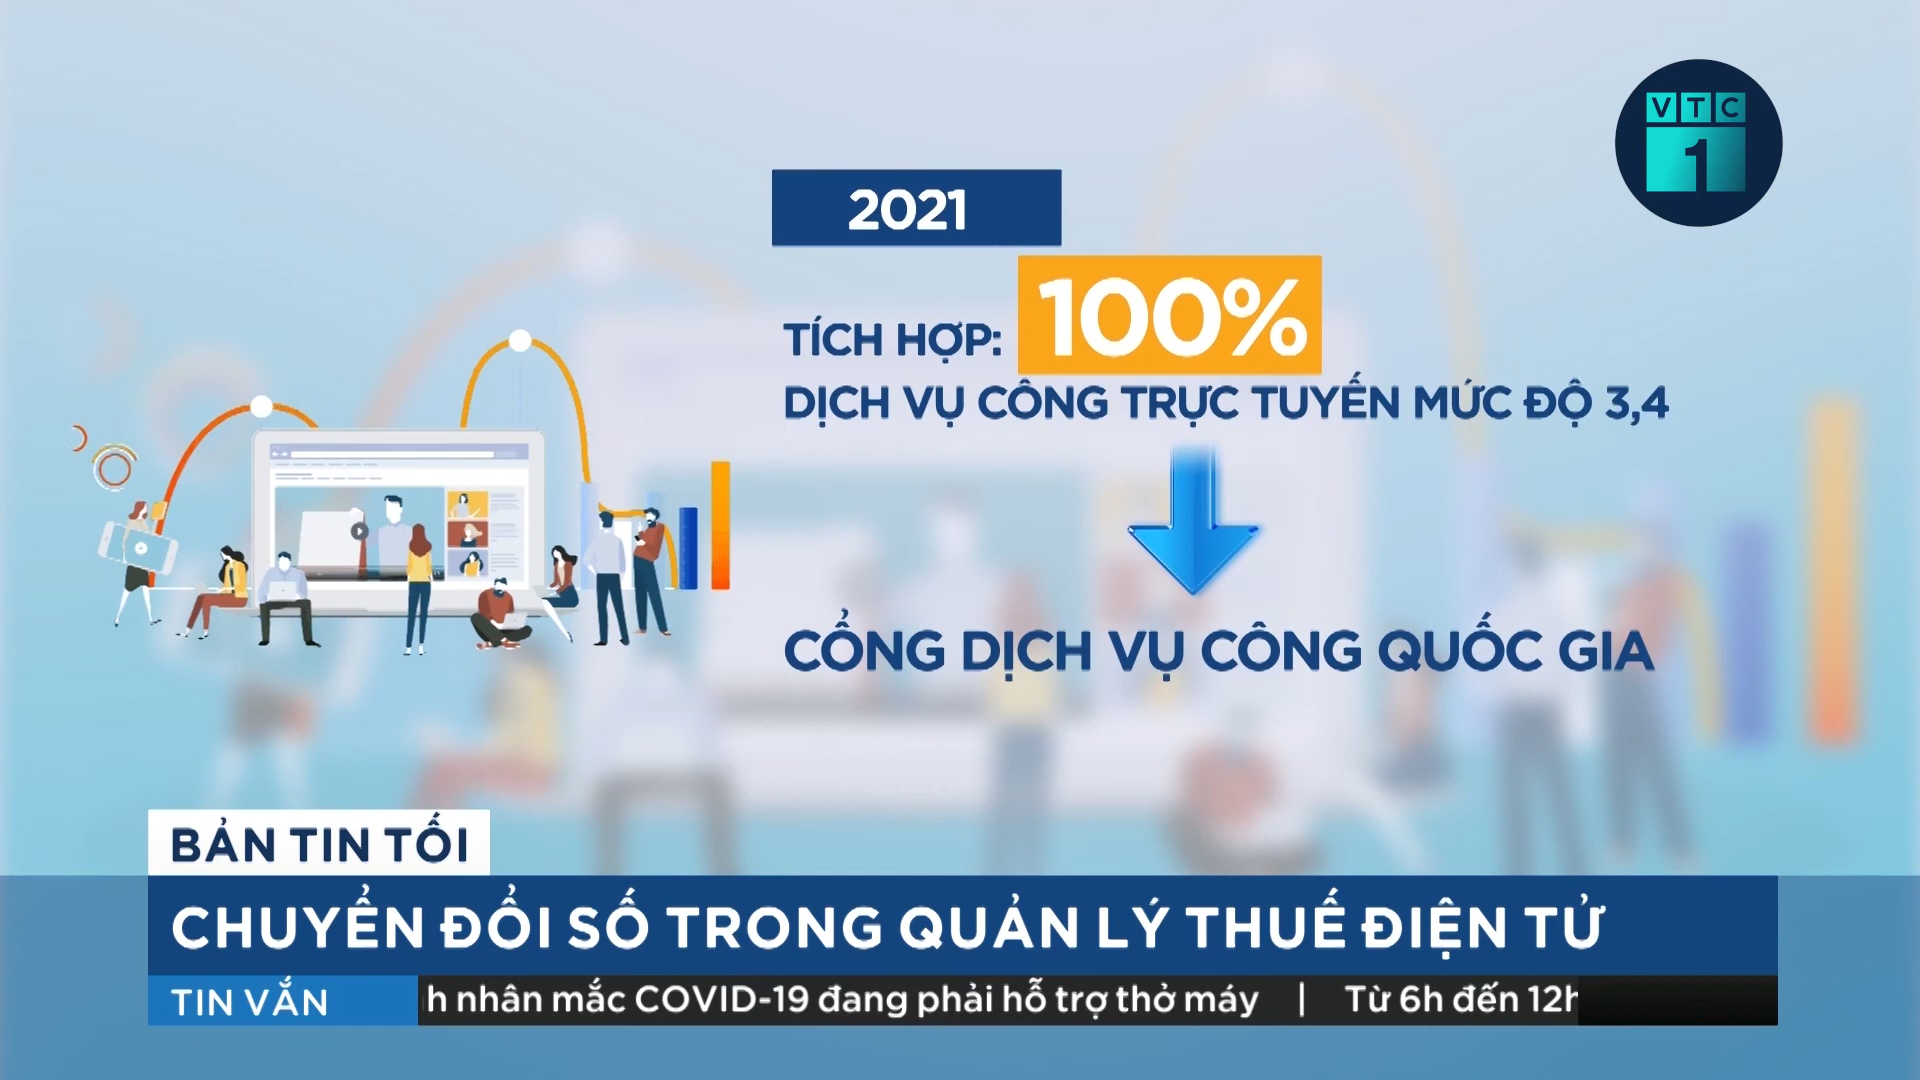 VTC
1
2021
TÍCH HỢP: 100%
DỊCH VỤ CÔNG TRỰC TUYẾN MỨC ĐỘ 3,4
CỔNG DỊCH VỤ CÔNG QUỐC GIA
BẢN TIN TỐI
CHUYỂN ĐỔI SỐ TRONG QUẢN LÝ THUẾ ĐIỆN TỬ
TIN VẮN
h nhân mắc COVID-19 đang phải hỗ trợ thở máy | Từ 6h đến 12h